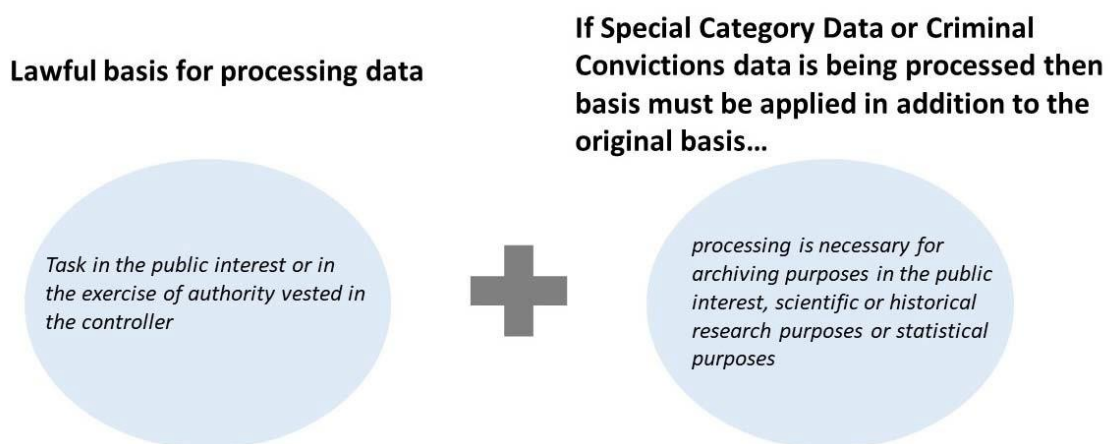 Lawful basis for processing data
If Special Category Data or Criminal
Convictions data is being processed then
basis must be applied in addition to the
original basis…
Task in the public interest or in
the exercise of authority vested in
the controller
processing is necessary for
archiving purposes in the public
interest, scientific or historical
research purposes or statistical
purposes